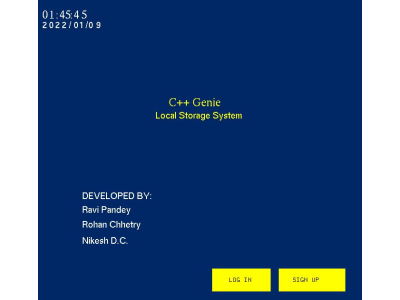 01:45:45
2022/01/09
C++ Genie
Local Storage System
DEVELOPED BY:
Ravi Pandey
Rohan Chhetry
Nikesh D.C.
LOG IN
SIGN UP